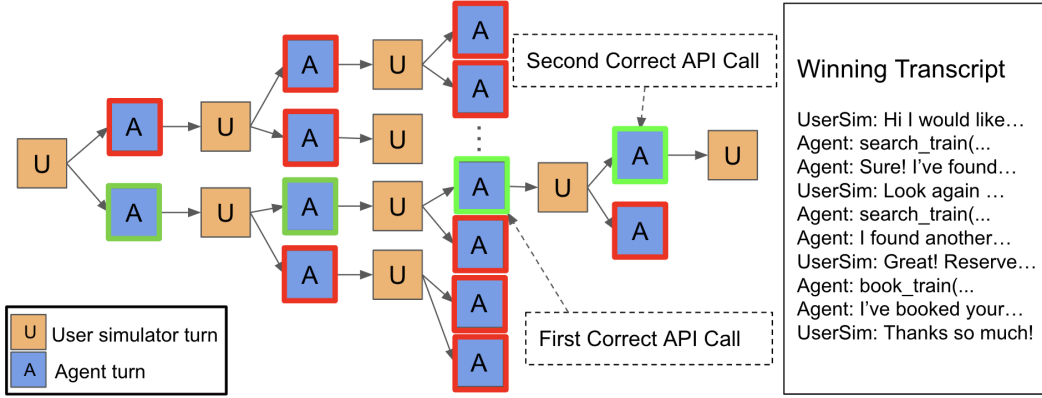 A
A
U
A
A
U
A
U
A
U
U
A
U
A
U
A
U
A
U
A
U
A
A
U
A
A
Second Correct API Call
First Correct API Call
U User simulator turn
A Agent turn
Winning Transcript
UserSim: Hi I would like…
Agent: search_train(...
Agent: Sure! I've found…
UserSim: Look again …
Agent: search_train(...
Agent: I found another…
UserSim: Great! Reserve…
Agent: book_train(...
Agent: I've booked your…
UserSim: Thanks so much!